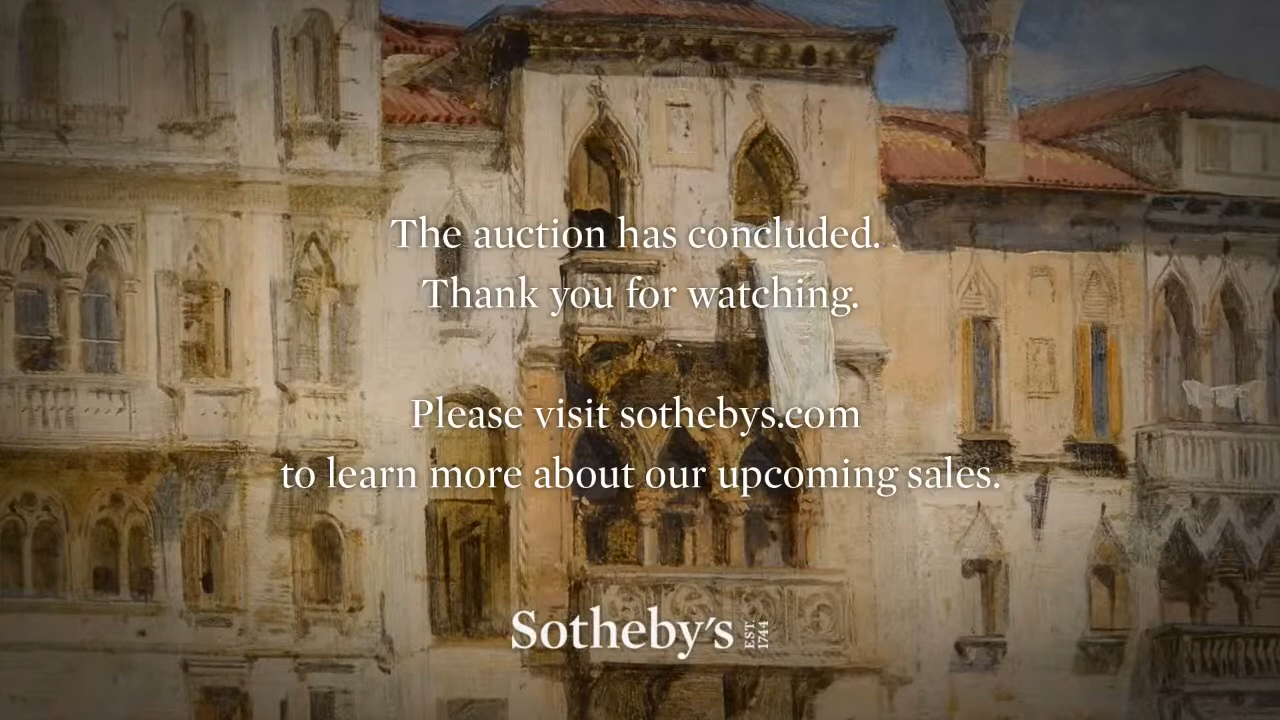 The auction has concluded.
Thank you for watching.
Please visit sothebys.com
to learn more about our upcoming sales.
Sotheby's EST. 1744